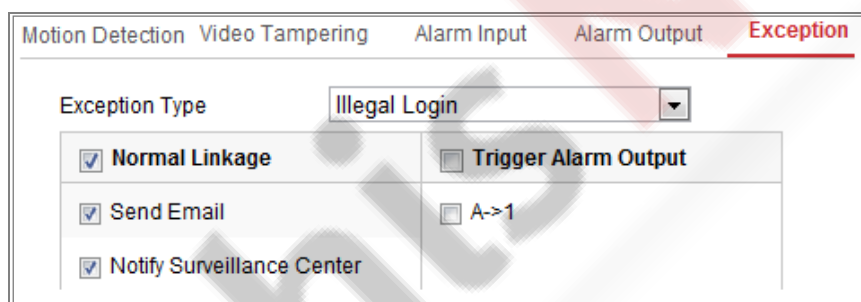 Motion Detection Video Tampering Alarm Input Alarm Output Exception
Exception Type Illegal Login
Normal Linkage Trigger Alarm Output
Send Email A->1
Notify Surveillance Center